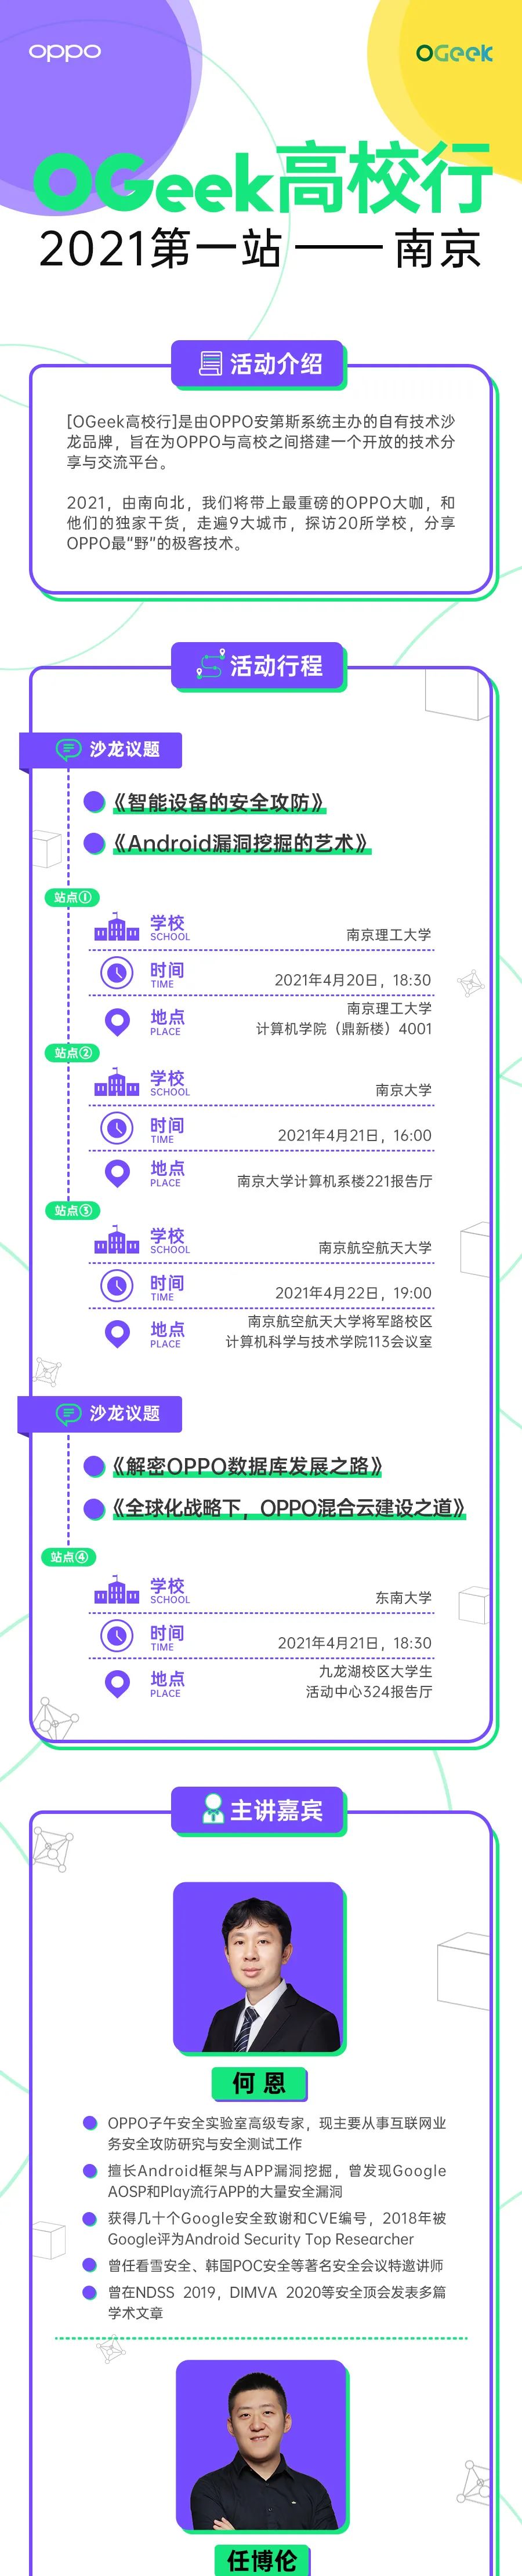 oppo
OGeek
OGeek高校行
2021第一站——南京
活动介绍
[OGeek高校行]是由OPPO安第斯系统主办的自有技术沙
龙品牌，旨在为OPPO与高校之间搭建一个开放的技术分
享与交流平台。
2021，由南向北，我们将带上最重磅的OPPO大咖，和
他们的独家干货，走遍9大城市，探访20所学校，分享
OPPO最“野”的极客技术。
活动行程
沙龙议题
《智能设备的安全攻防》
《Android漏洞挖掘的艺术》
站点①
学校
SCHOOL
南京理工大学
时间
TIME
2021年4月20日，18:30
地点
PLACE
南京理工大学
计算机学院（鼎新楼）4001
站点②
学校
SCHOOL
南京大学
时间
TIME
2021年4月21日，16:00
地点
PLACE
南京大学计算机系楼221报告厅
站点③
学校
SCHOOL
南京航空航天大学
时间
TIME
2021年4月22日，19:00
地点
PLACE
南京航空航天大学将军路校区
计算机科学与技术学院113会议室
沙龙议题
《解密OPPO数据库发展之路》
《全球化战略下，OPPO混合云建设之道》
站点④
学校
SCHOOL
东南大学
时间
TIME
2021年4月21日，18:30
地点
PLACE
九龙湖校区大学生
活动中心324报告厅
主讲嘉宾
何恩
OPPO子午安全实验室高级专家，现主要从事互联网业
务安全攻防研究与安全测试工作
擅长Android框架与APP漏洞挖掘，曾发现Google
AOSP和Play流行APP的大量安全漏洞
获得几十个Google安全致谢和CVE编号，2018年被
Google评为Android Security Top Researcher
曾任看雪安全、韩国POC安全等著名安全会议特邀讲师
曾在NDSS 2019，DIMVA 2020等安全顶会发表多篇
学术文章
任博伦